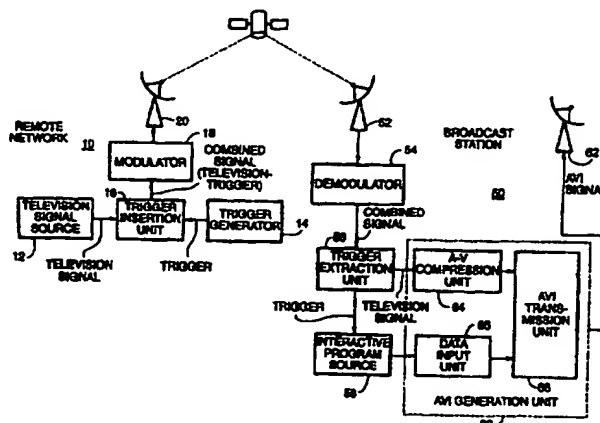 REMOTE
NETWORK
10
20
18
MODULATOR
COMBINED
SIGNAL
(TELEVISION-
TRIGGER)
16
TELEVISION
SIGNAL
SOURCE
12
TRIGGER
INSERTION
UNIT
TRIGGER
GENERATOR
14
TELEVISION
SIGNAL
TRIGGER
52
54
DEMODULATOR
COMBINED
SIGNAL
BROADCAST
STATION
50
62
AVI
SIGNAL
TRIGGER
EXTRACTION
UNIT
TELEVISION
SIGNAL
A-V
COMPRESSION
UNIT
64
AVI
TRANS-
MISSION
UNIT
TRIGGER
INTERACTIVE
PROGRAM
SOURCE
58
65
DATA
INPUT
UNIT
66
AVI GENERATION UNIT